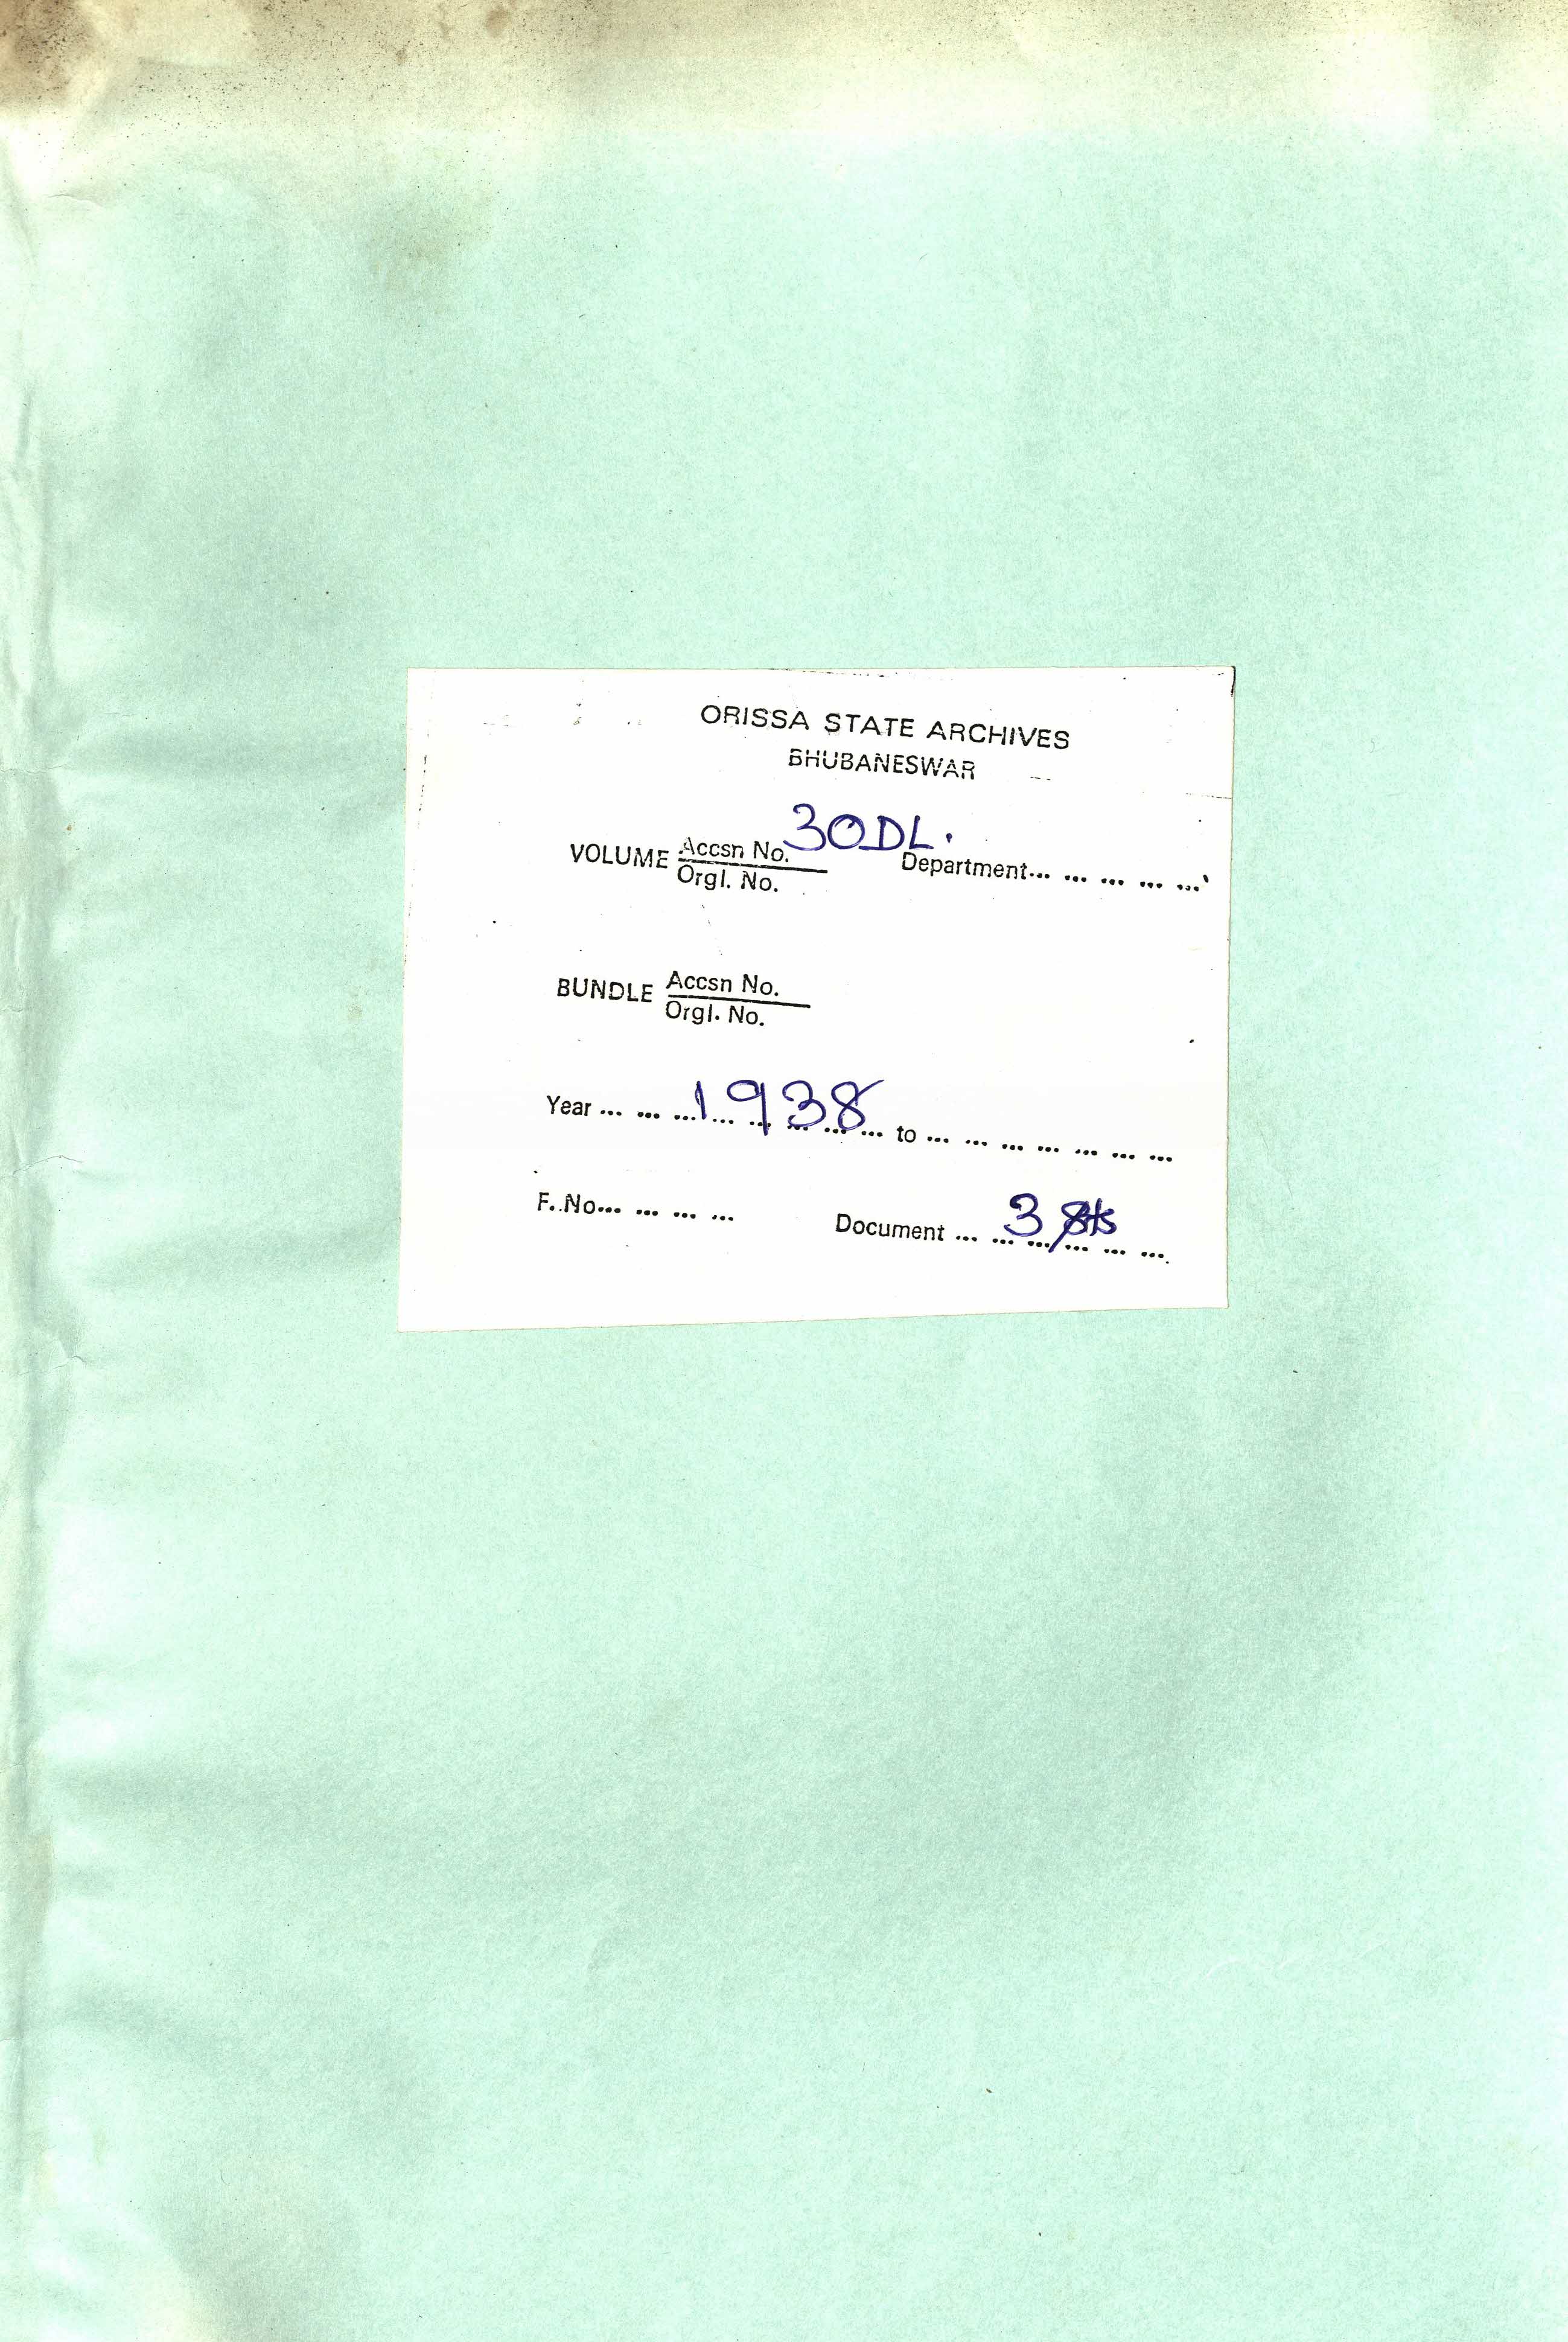 ORISSA STATE ARCHIVES
BHUBANESWAR
VOLUME Accsn No. 30DL.
Orgl. No.
Department... ... ... ... ...
BUNDLE Accsn No.
Orgl. No.
Year ... ... ... 1938 ... to ... ... ... ... ... ... ...
F. No... ... ... ...
Document ... ... 3 ... ... ... ...